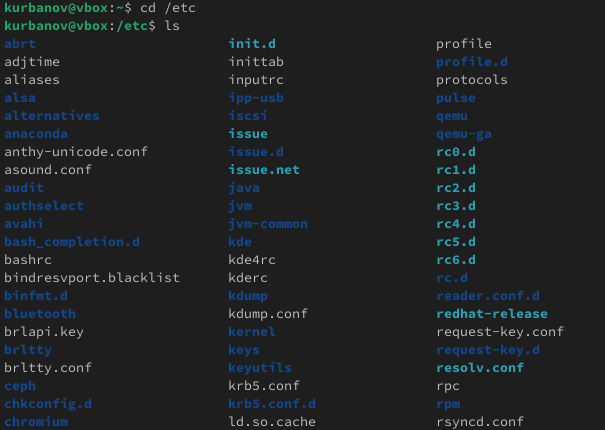 kurbanov@vbox:~$ cd /etc
kurbanov@vbox:/etc$ ls
abrt init.d profile
adjtime inittab profile.d
aliases inputrc protocols
alsa ipp-usb pulse
alternatives iscsi qemu
anaconda issue qemu-ga
anthy-unicode.conf issue.d rc0.d
asound.conf issue.net rc1.d
audit java rc2.d
authselect jvm rc3.d
avahi jvm-common rc4.d
bash_completion.d kde rc5.d
bashrc kde4rc rc6.d
bindresvport.blacklist kderc rc.d
binfmt.d kdump reader.conf.d
bluetooth kdump.conf redhat-release
brlapi.key kernel request-key.conf
brltty keys request-key.d
brltty.conf keyutils resolv.conf
ceph krb5.conf rpc
chkconfig.d krb5.conf.d rpm
chromium ld.so.cache rsyncd.conf